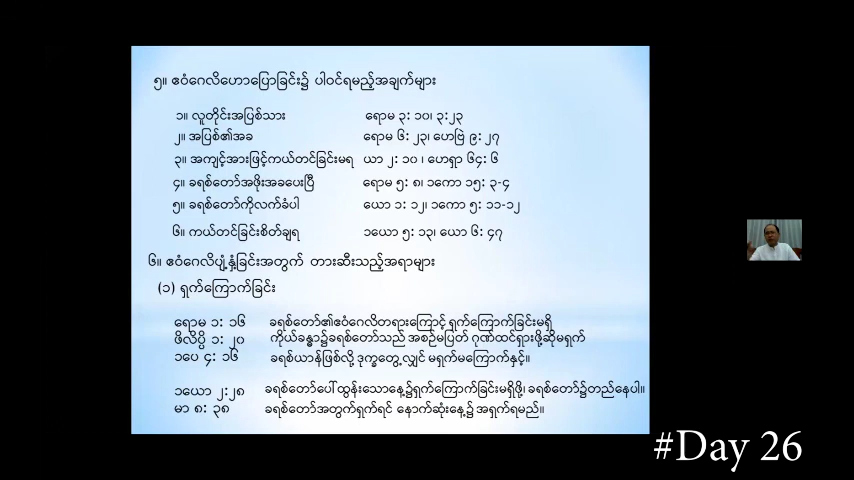 ၅။ ဧဝံဂေလိဟောပြောခြင်း၌ ပါဝင်ရမည့်အချက်များ
၁။ လူတိုင်းအပြစ်သား ရောမ ၃: ၁၀၊ ၃:၂၃
၂။ အပြစ်၏အခ ရောမ ၆: ၂၃၊ ဟေဗြဲ ၉: ၂၇
၃။ အကျင့်အားဖြင့်ကယ်တင်ခြင်းမရ ယာ ၂: ၁၀ ၊ ဟေရှာ ၆၄: ၆
၄။ ခရစ်တော်အဖိုးအခပေးပြီ ရောမ ၅: ၈၊ ၁ကော ၁၅: ၃-၄
၅။ ခရစ်တော်ကိုလက်ခံပါ ယော ၁: ၁၂၊ ၁ကော ၅: ၁၁-၁၂
၆။ ကယ်တင်ခြင်းစိတ်ချရ ၁ယော ၅: ၁၃၊ ယော ၆: ၄၇
၆။ ဧဝံဂေလိပျံ့နှံ့ခြင်းအတွက် တားဆီးသည့်အရာများ
(၁) ရှက်ကြောက်ခြင်း
ရောမ ၁: ၁၆ ခရစ်တော်၏ဧဝံဂေလိတရားကြောင့် ရှက်ကြောက်ခြင်းမရှိ
ဖိလိပ္ပိ ၁: ၂၀ ကိုယ်ခန္ဓာ၌ခရစ်တော်သည် အစဉ်မပြတ် ဂုဏ်ထင်ရှားဖို့ဆိုမရှက်
၁ပေ ၄: ၁၆ ခရစ်ယာန်ဖြစ်လို့ ဒုက္ခတွေ့လျှင် မရှက်မကြောက်နှင့်။
၁ယော ၂:၂၈ ခရစ်တော်ပေါ်ထွန်းသောနေ့၌ရှက်ကြောက်ခြင်းမရှိဖို့၊ ခရစ်တော်၌တည်နေပါ။
မာ ၈: ၃၈ ခရစ်တော်အတွက်ရှက်ရင် နောက်ဆုံးနေ့၌ အရှက်ရမည်။
#Day 26